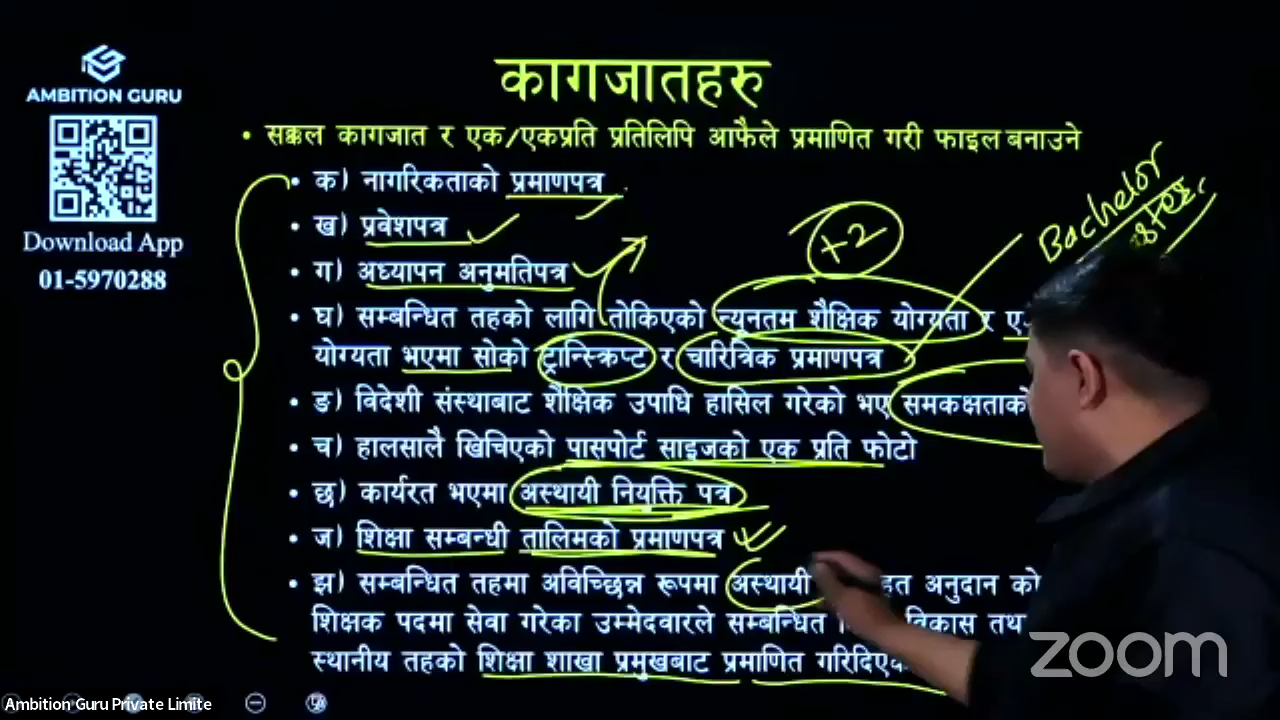 AMBITION GURU
Download App
01-5970288
कागजातहरु
• सक्कल कागजात र एक/एकप्रति प्रतिलिपि आफैले प्रमाणित गरी फाइल बनाउने
• क) नागरिकताको प्रमाणपत्र
• ख) प्रवेशपत्र
• ग) अध्यापन अनुमतिपत्र
+2
Bachelor
• घ) सम्बन्धित तहको लागि तोकिएको न्यूनतम शैक्षिक योग्यता र
योग्यता भएमा सोको ट्रान्स्क्रिप्ट र चारित्रिक प्रमाणपत्र
• ङ) विदेशी संस्थाबाट शैक्षिक उपाधि हासिल गरेको भए समकक्षताको
• च) हालसालै खिचिएको पासपोर्ट साइजको एक प्रति फोटो
• छ) कार्यरत भएमा अस्थायी नियुक्ति पत्र
• ज) शिक्षा सम्बन्धी तालिमको प्रमाणपत्र
• झ) सम्बन्धित तहमा अविच्छिन्न रूपमा अस्थायी अनुदान को
शिक्षक पदमा सेवा गरेका उम्मेदवारले सम्बन्धित
स्थानीय तहको शिक्षा शाखा प्रमुखबाट प्रमाणित
zoom
Ambition Guru Private Limite